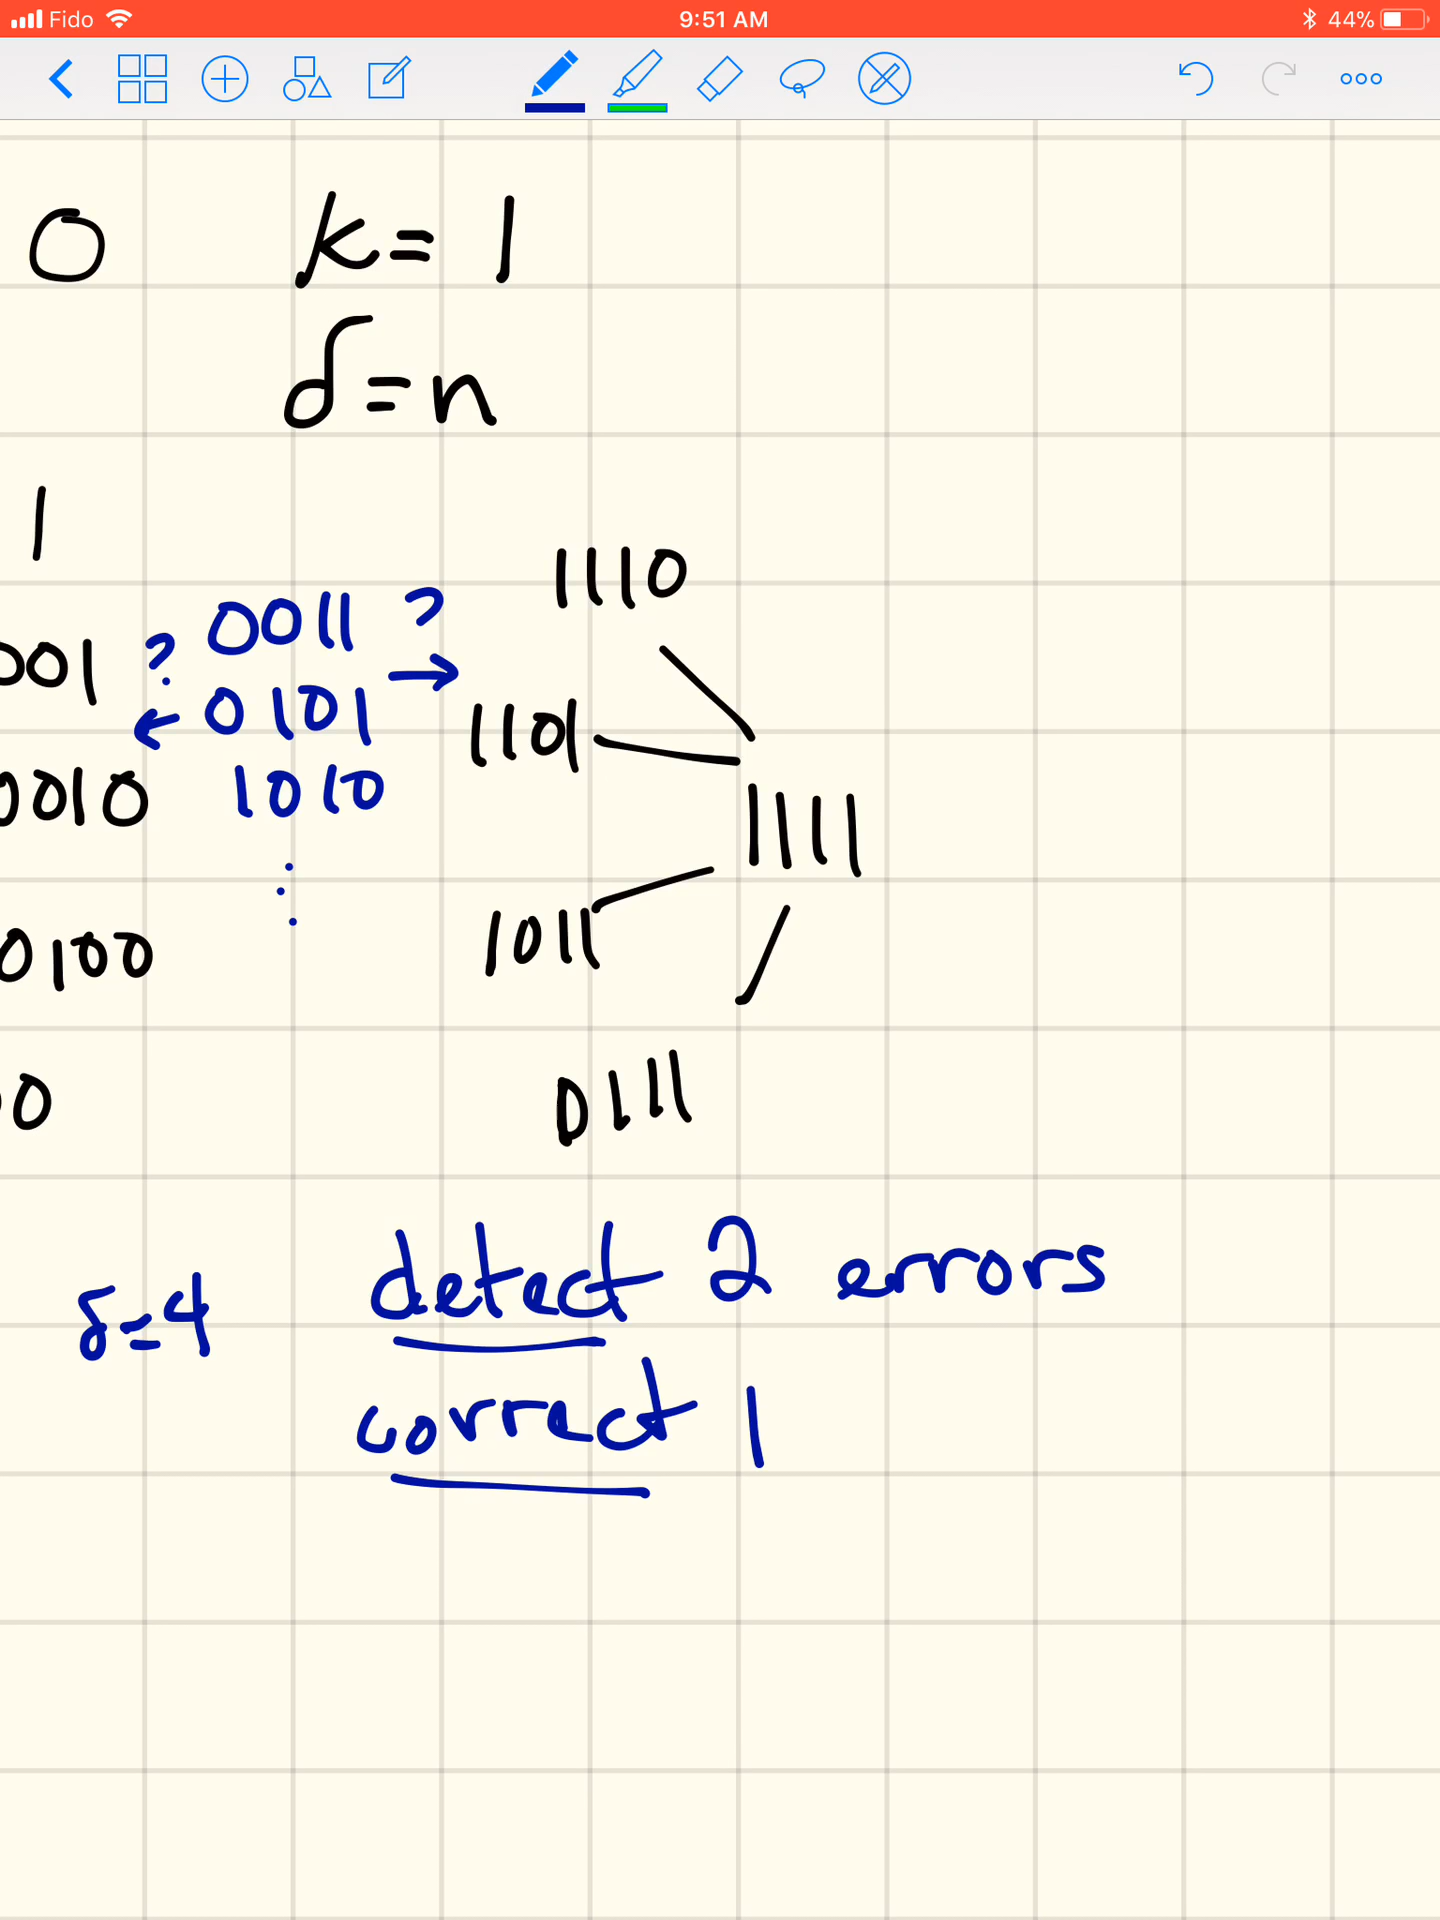 Fido 9:51 AM 44%
0 k = 1
δ = n
1
1110
001 ? 0011 ?
← 0101 → 1101
0010 1010
1111
⋮
0100 1011
0
0111
δ = 4 detect 2 errors
correct 1